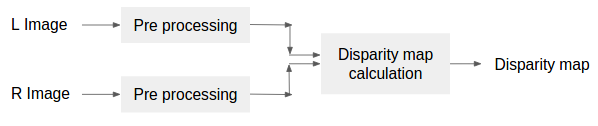 L Image
Pre processing
Disparity map
calculation
Disparity map
R Image
Pre processing